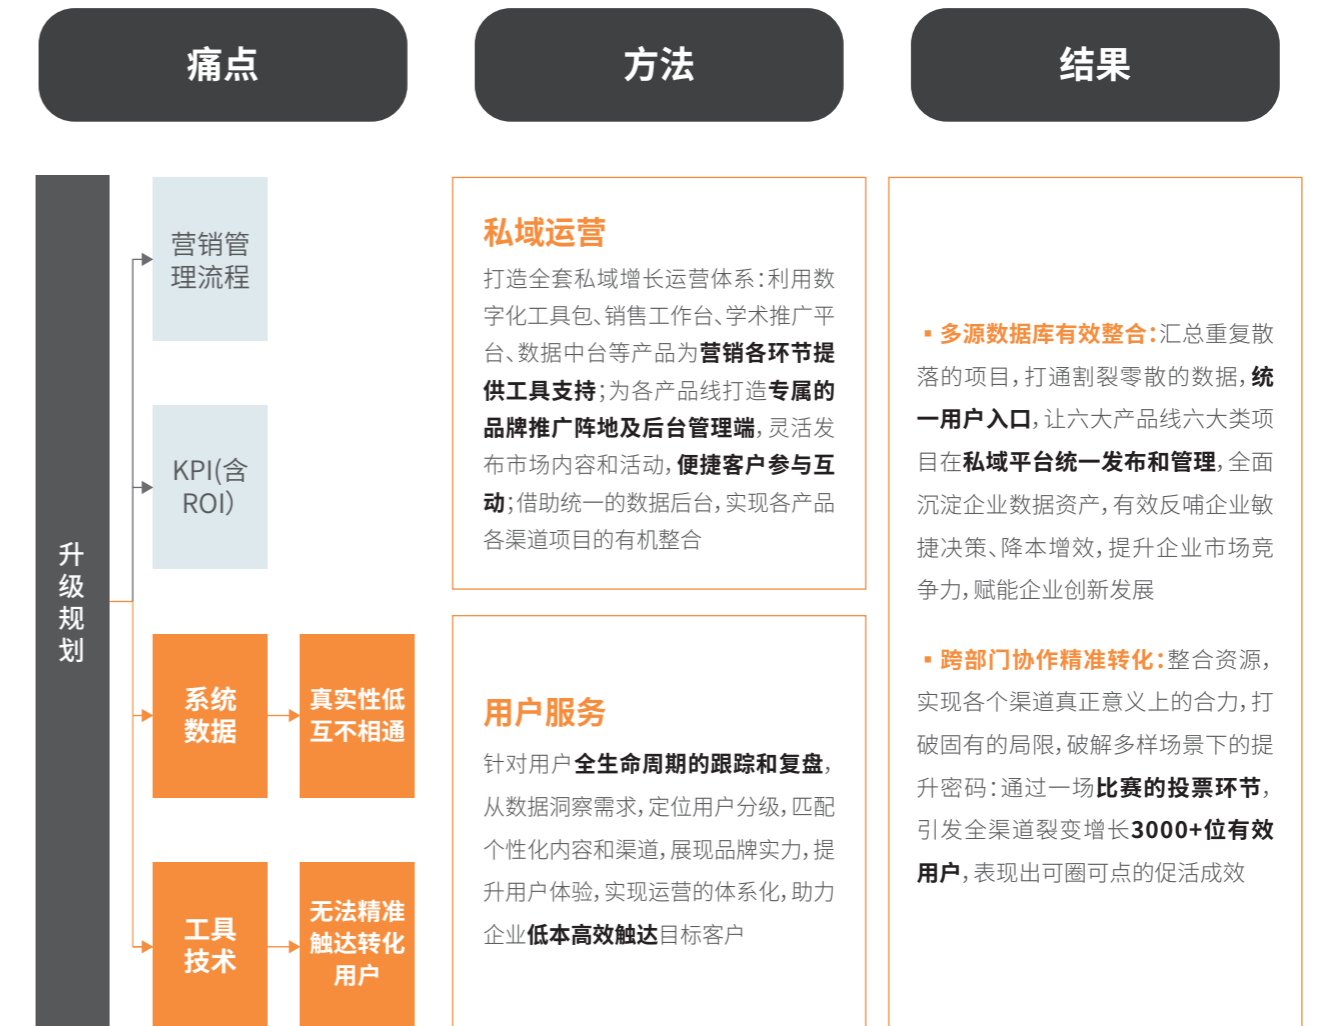 痛点
方法
结果
升
级
规
划
营销管
理流程
KPI(含
ROI）
系统
数据
真实性低
互不相通
工具
技术
无法精准
触达转化
用户
私域运营
打造全套私域增长运营体系：利用数
字化工具包、销售工作台、学术推广平
台、数据中台等产品为营销各环节提
供工具支持；为各产品线打造专属的
品牌推广阵地及后台管理端，灵活发
布市场内容和活动，便捷客户参与互
动；借助统一的数据后台，实现各产品
各渠道项目的有机整合
用户服务
针对用户全生命周期的跟踪和复盘，
从数据洞察需求，定位用户分级，匹配
个性化内容和渠道，展现品牌实力，提
升用户体验，实现运营的体系化，助力
企业低本高效触达目标客户
▪多源数据库有效整合：汇总重复散
落的项目，打通割裂零散的数据，统
一用户入口，让六大产品线六大类项
目在私域平台统一发布和管理，全面
沉淀企业数据资产，有效反哺企业敏
捷决策、降本增效，提升企业市场竞
争力，赋能企业创新发展
▪跨部门协作精准转化：整合资源，
实现各个渠道真正意义上的合力，打
破固有的局限，破解多样场景下的提
升密码：通过一场比赛的投票环节，
引发全渠道裂变增长3000+位有效
用户，表现出可圈可点的促活成效